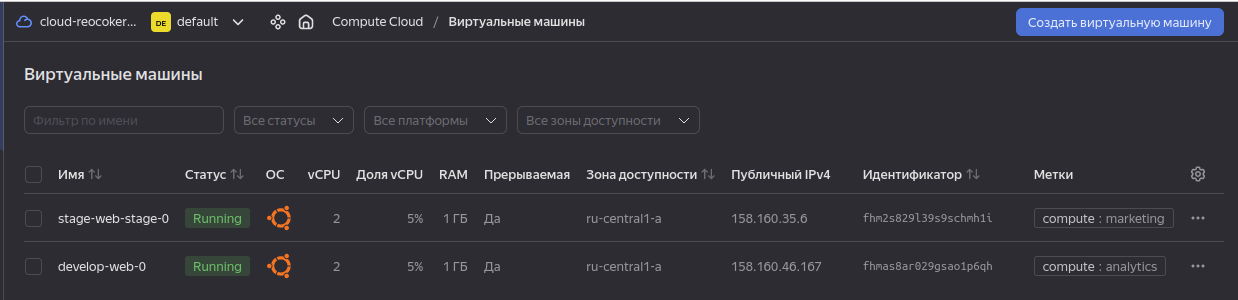 cloud-reocoker... DE default Compute Cloud / Виртуальные машины Создать виртуальную машину
Виртуальные машины
Фильтр по имени Все статусы Все платформы Все зоны доступности
Имя Статус ОС vCPU Доля vCPU RAM Прерываемая Зона доступности Публичный IPv4 Идентификатор Метки
stage-web-stage-0 Running 2 5% 1 ГБ Да ru-central1-a 158.160.35.6 fhm2s829l39s9schmh1i compute : marketing
develop-web-0 Running 2 5% 1 ГБ Да ru-central1-a 158.160.46.167 fhmas8ar029gsao1p6qh compute : analytics